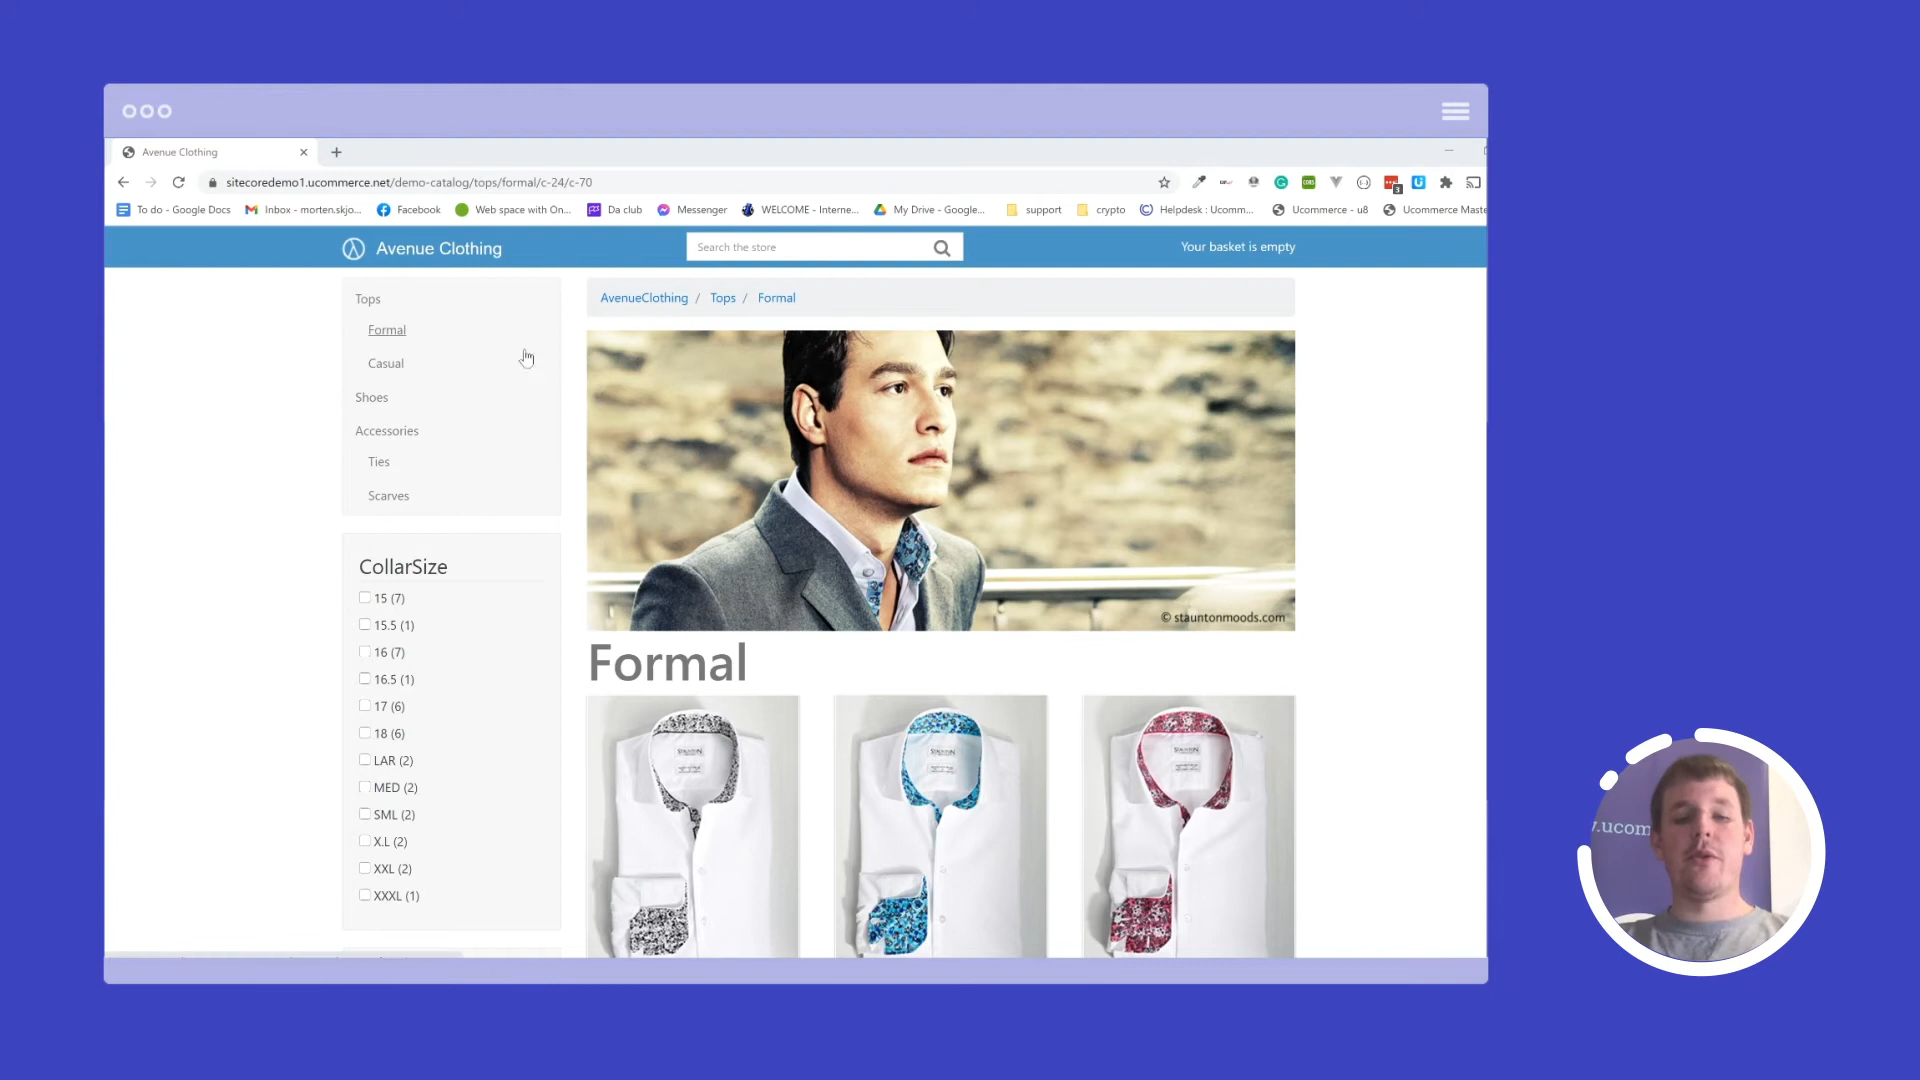 Avenue Clothing
sitecoredemo1.ucommerce.net/demo-catalog/tops/formal/c-24/c-70
To do - Google Docs
Inbox - morten.skjo...
Facebook
Web space with On...
Da club
Messenger
WELCOME - Interne...
My Drive - Google...
support
crypto
Helpdesk : Ucomm...
Ucommerce - u8
Ucommerce Maste
Avenue Clothing
Search the store
Your basket is empty
Tops
Formal
Casual
Shoes
Accessories
Ties
Scarves
CollarSize
15 (7)
15.5 (1)
16 (7)
16.5 (1)
17 (6)
18 (6)
LAR (2)
MED (2)
SML (2)
X.L (2)
XXL (2)
XXXL (1)
AvenueClothing / Tops / Formal
© stauntonmoods.com
Formal
STAUNTON
STAUNTON
STAUNTON
.ucom